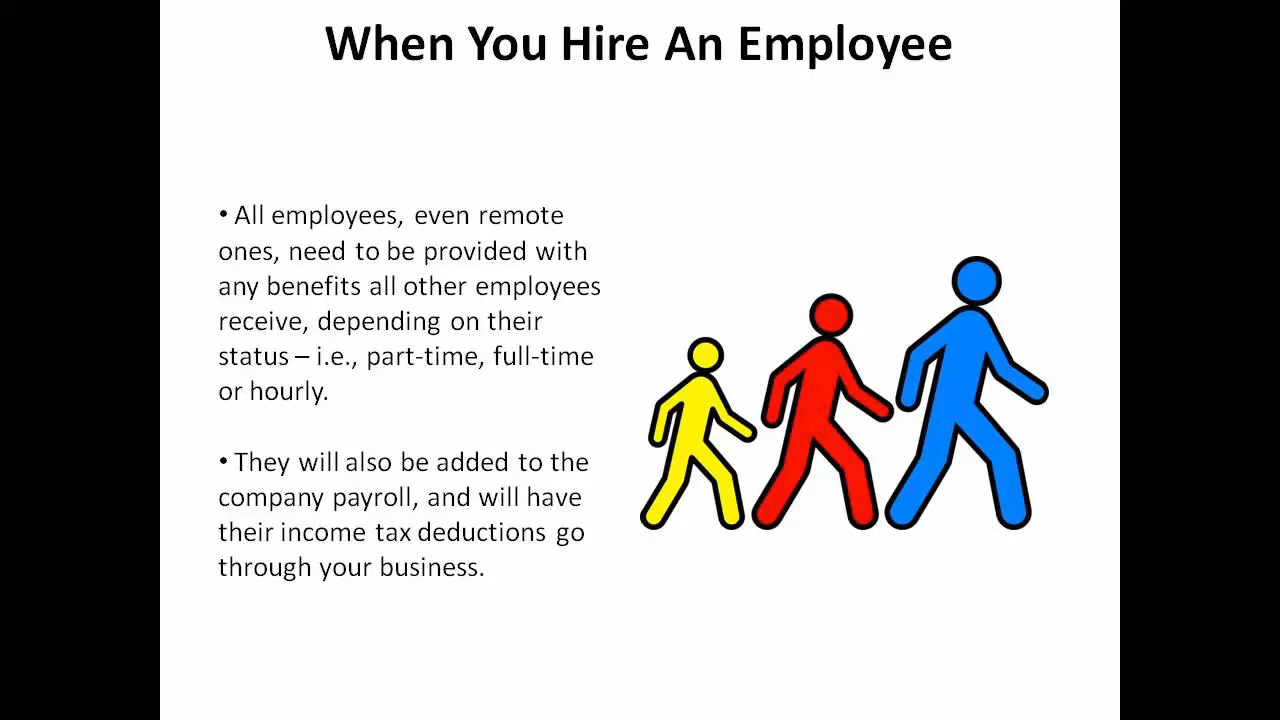 When You Hire An Employee
• All employees, even remote
ones, need to be provided with
any benefits all other employees
receive, depending on their
status – i.e., part-time, full-time
or hourly.
• They will also be added to the
company payroll, and will have
their income tax deductions go
through your business.